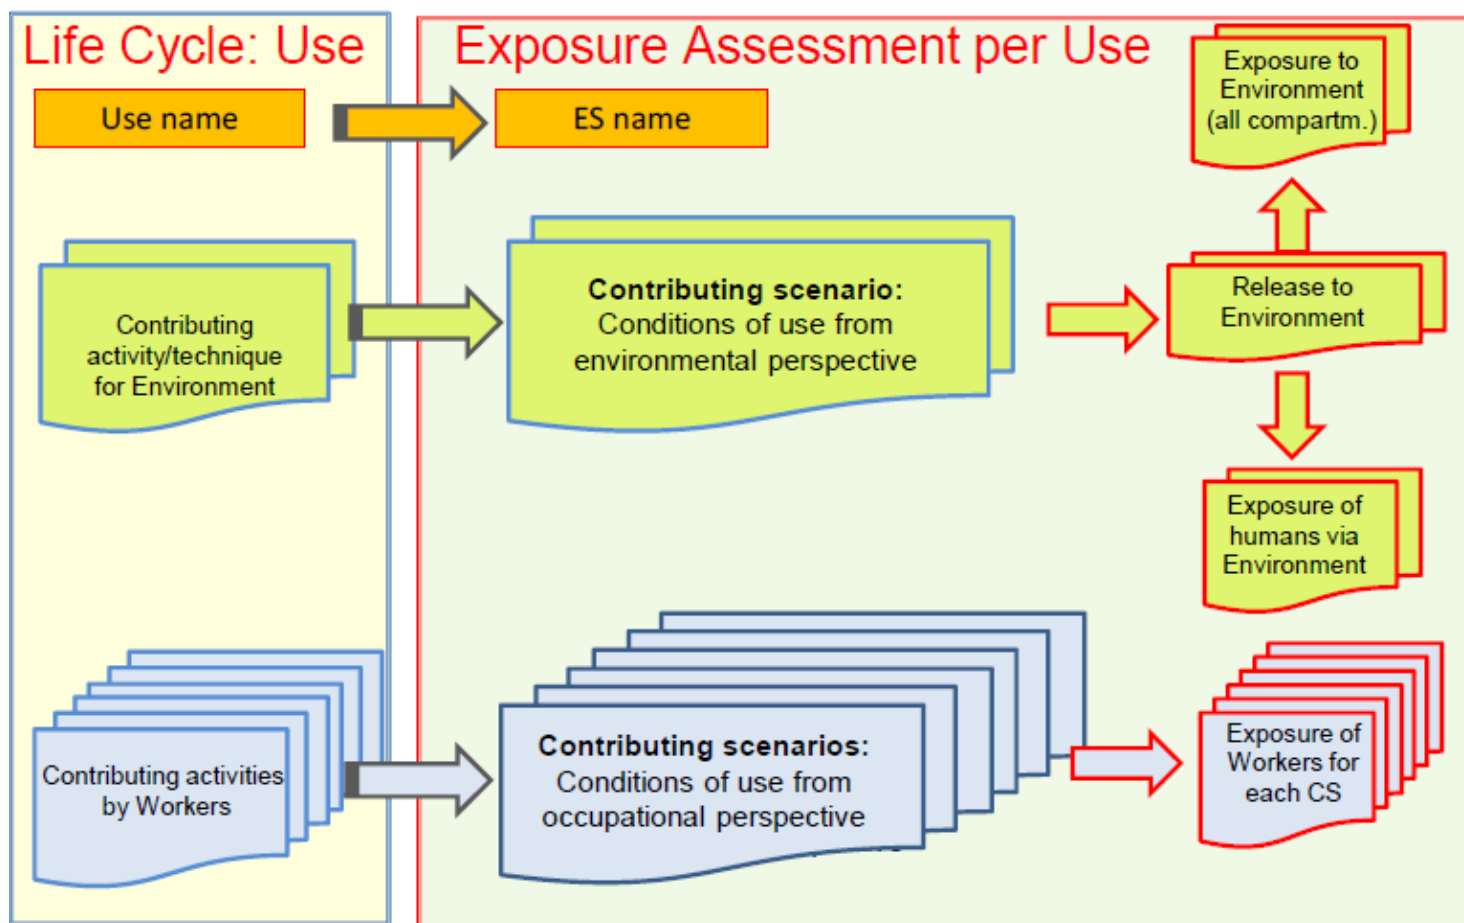 Life Cycle: Use
Exposure Assessment per Use
Use name
ES name
Exposure to
Environment
(all compartm.)
Contributing
activity/technique
for Environment
Contributing scenario:
Conditions of use from
environmental perspective
Release to
Environment
Exposure of
humans via
Environment
Contributing activities
by Workers
Contributing scenarios:
Conditions of use from
occupational perspective
Exposure of
Workers for
each CS